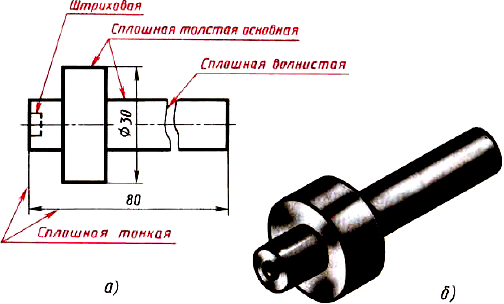 Штриховая
Сплошная толстая основная
Сплошная волнистая
Ø30
80
Сплошная тонкая
а)
б)